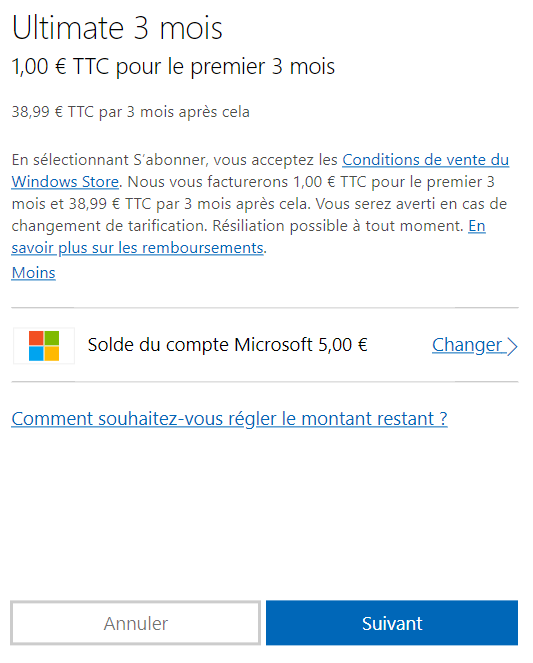 Ultimate 3 mois
1,00 € TTC pour le premier 3 mois
38,99 € TTC par 3 mois après cela
En sélectionnant S’abonner, vous acceptez les Conditions de vente du
Windows Store. Nous vous facturerons 1,00 € TTC pour le premier 3
mois et 38,99 € TTC par 3 mois après cela. Vous serez averti en cas de
changement de tarification. Résiliation possible à tout moment. En
savoir plus sur les remboursements.
Moins
Solde du compte Microsoft 5,00 € Changer
Comment souhaitez-vous régler le montant restant ?
Annuler Suivant